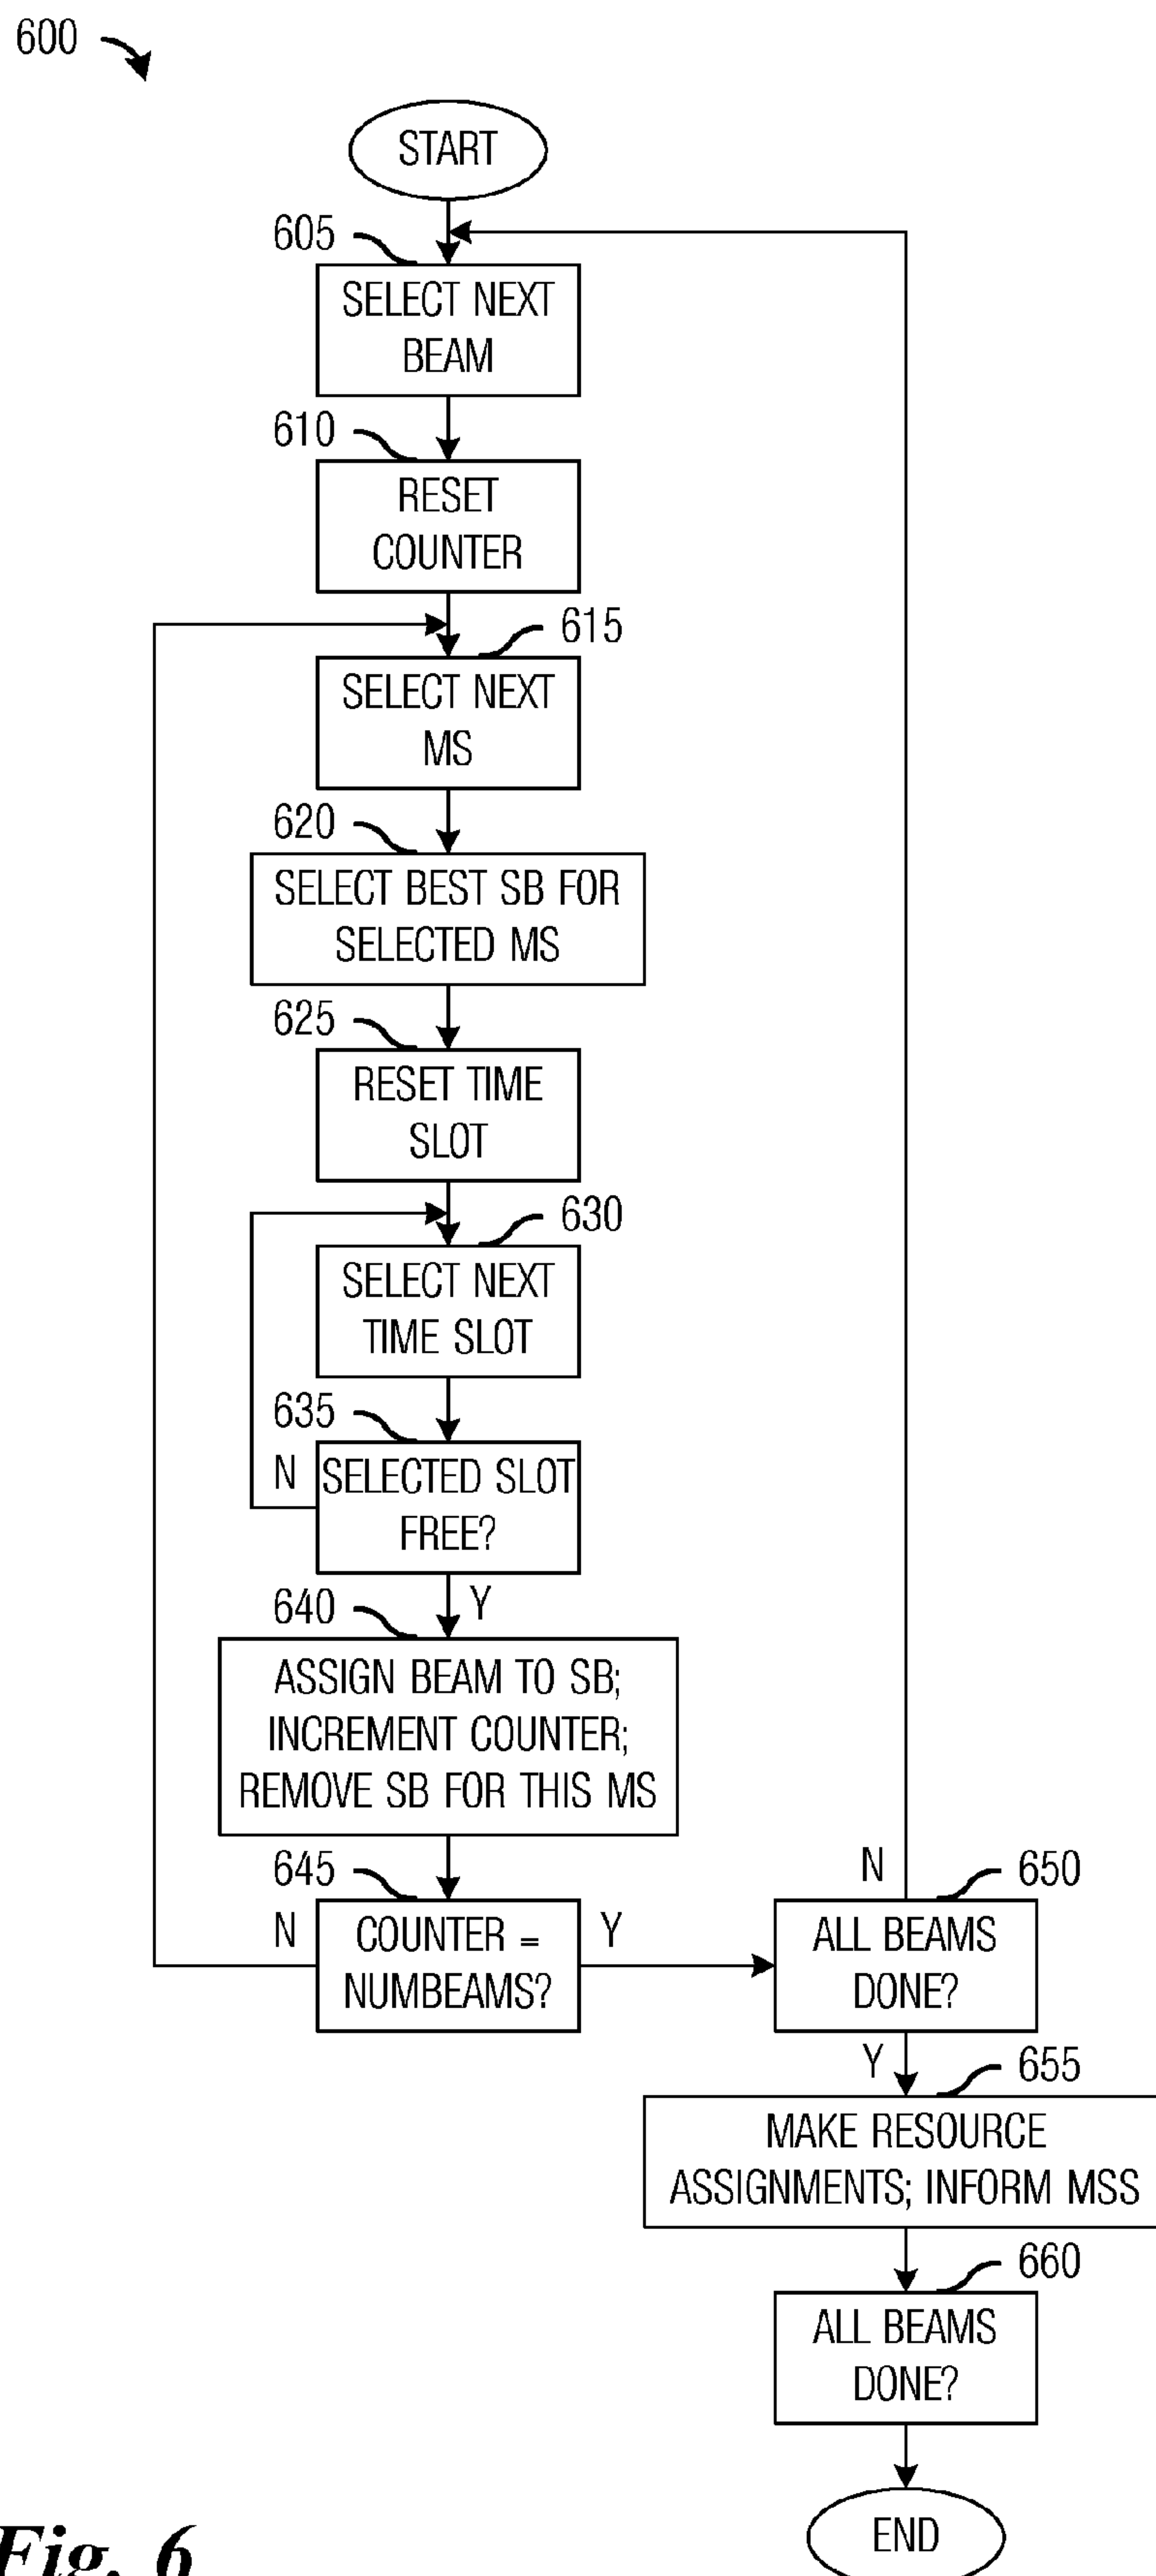 600
START
605
SELECT NEXT
BEAM
610
RESET
COUNTER
615
SELECT NEXT
MS
620
SELECT BEST SB FOR
SELECTED MS
625
RESET TIME
SLOT
630
SELECT NEXT
TIME SLOT
635
N
SELECTED SLOT
FREE?
Y
640
ASSIGN BEAM TO SB;
INCREMENT COUNTER;
REMOVE SB FOR THIS MS
645
N
COUNTER =
NUMBEAMS?
Y
N
650
ALL BEAMS
DONE?
Y
655
MAKE RESOURCE
ASSIGNMENTS; INFORM MSS
660
ALL BEAMS
DONE?
END
Fig. 6